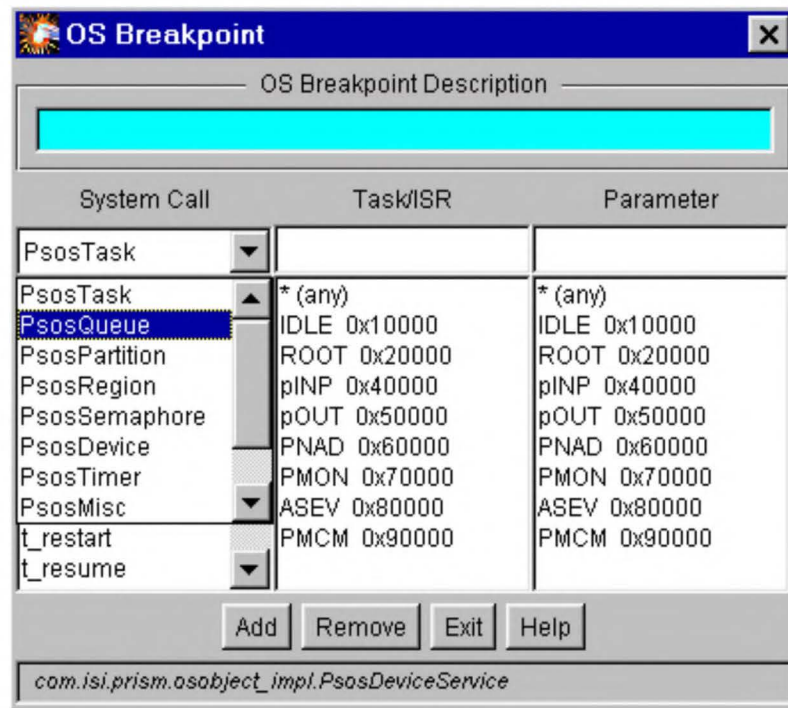 OS Breakpoint
OS Breakpoint Description
System Call Task/ISR Parameter
PsosTask
PsosTask * (any) * (any)
PsosQueue IDLE 0x10000 IDLE 0x10000
PsosPartition ROOT 0x20000 ROOT 0x20000
PsosRegion pINP 0x40000 pINP 0x40000
PsosSemaphore pOUT 0x50000 pOUT 0x50000
PsosDevice PNAD 0x60000 PNAD 0x60000
PsosTimer PMON 0x70000 PMON 0x70000
PsosMisc ASEV 0x80000 ASEV 0x80000
t_restart PMCM 0x90000 PMCM 0x90000
t_resume
Add Remove Exit Help
com.isi.prism.osobject_impl.PsosDeviceService